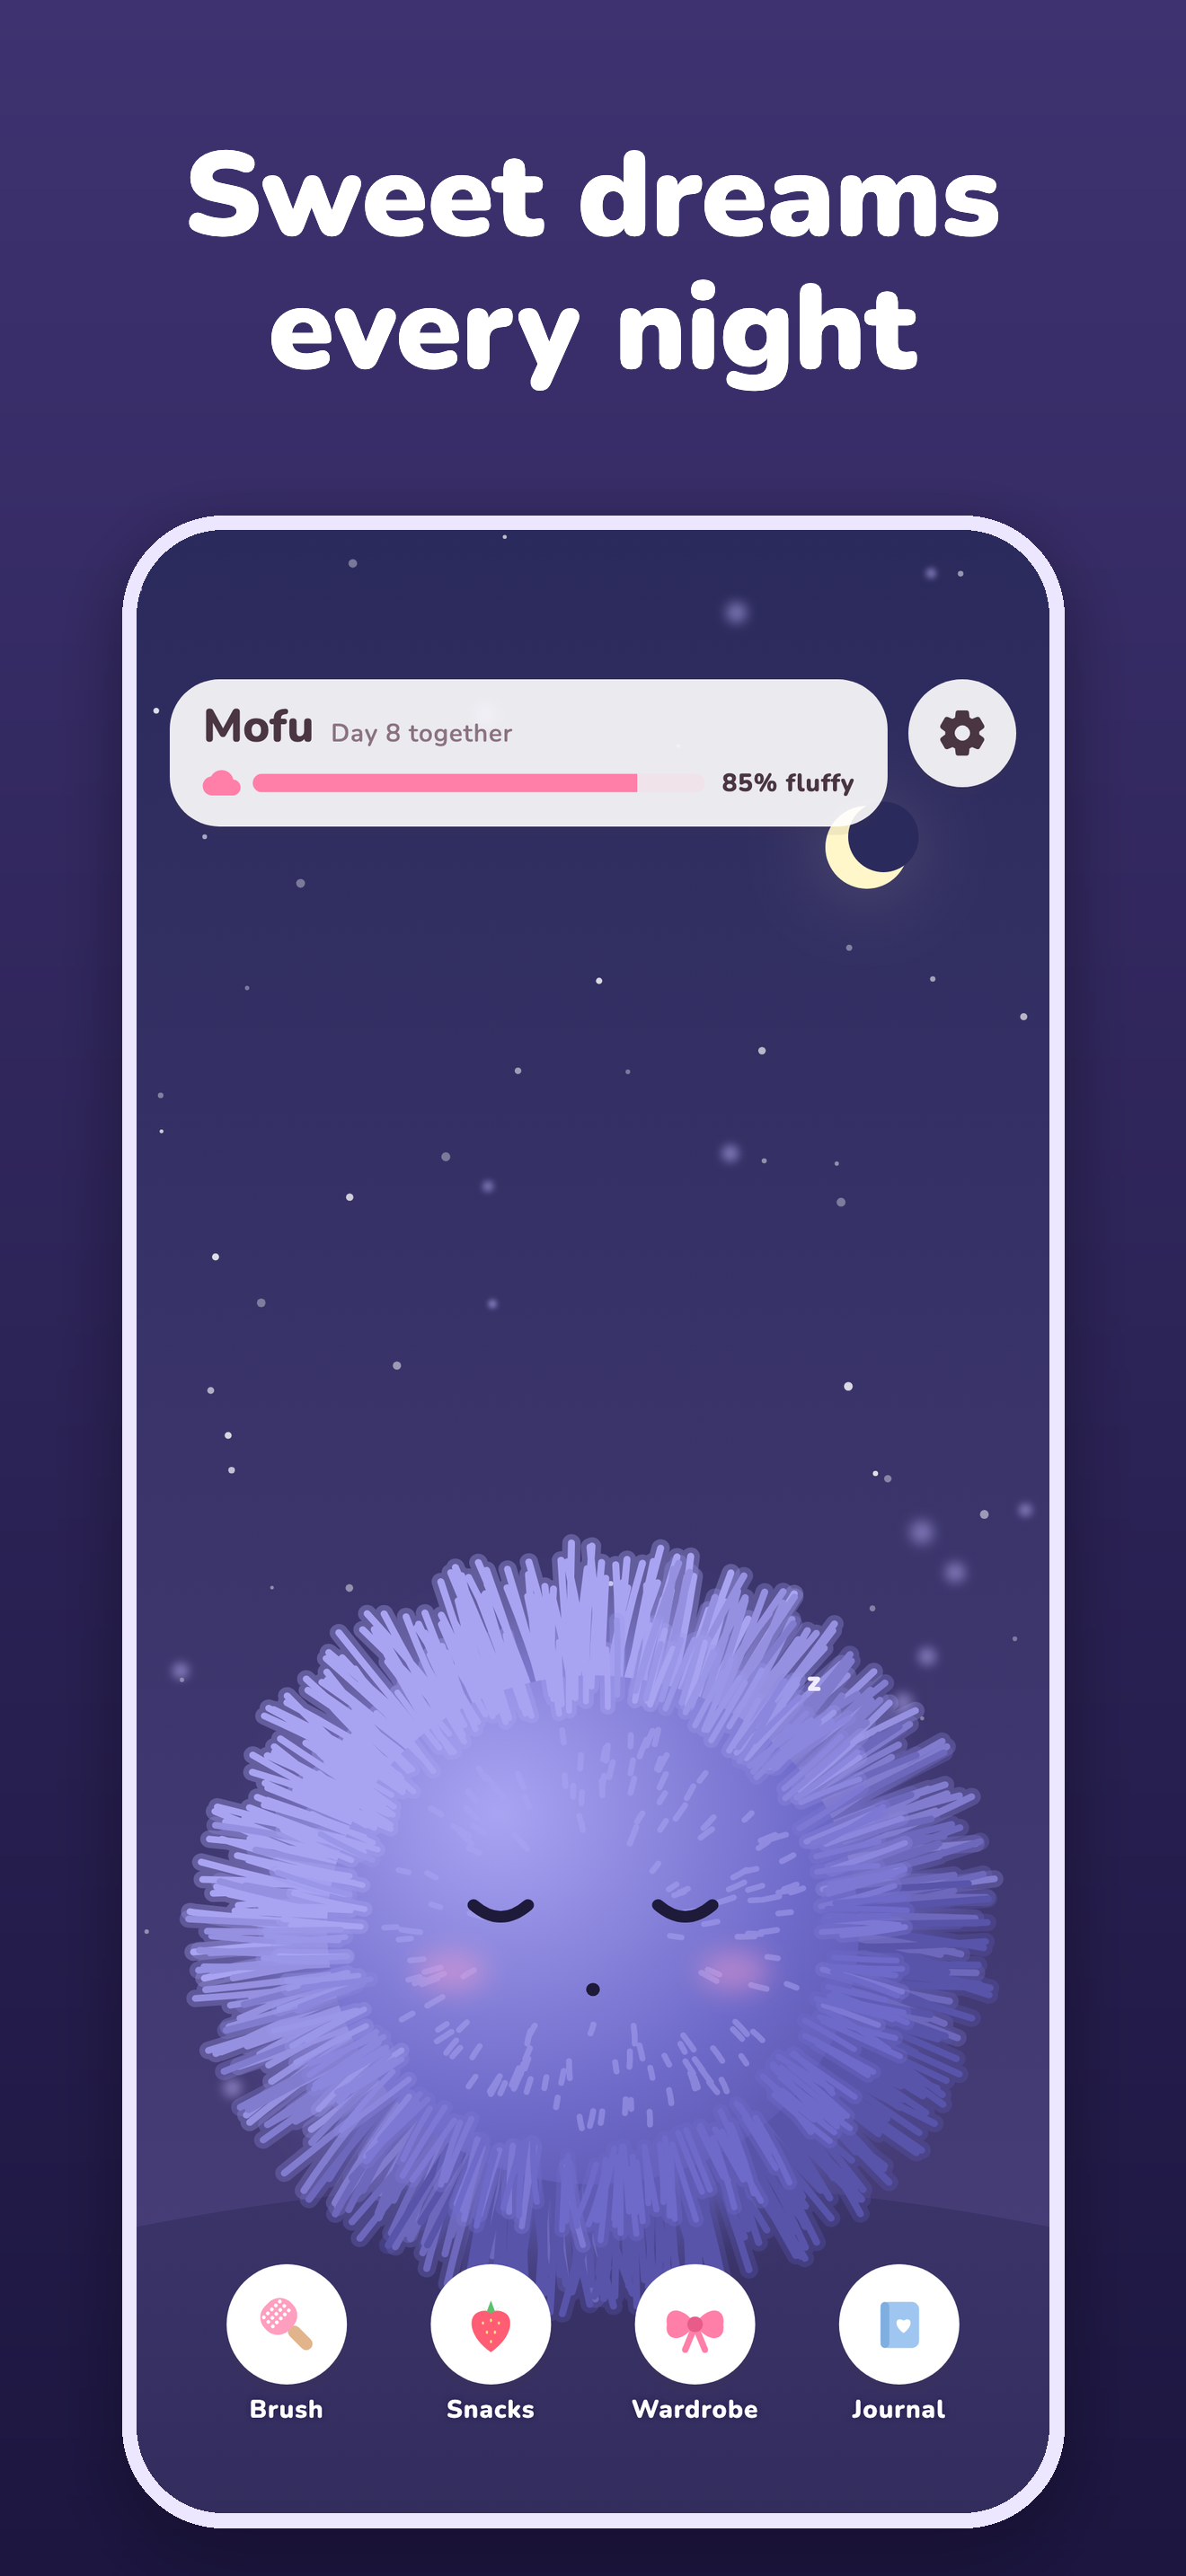 Sweet dreams
every night
Mofu Day 8 together
85% fluffy
z
Brush Snacks Wardrobe Journal